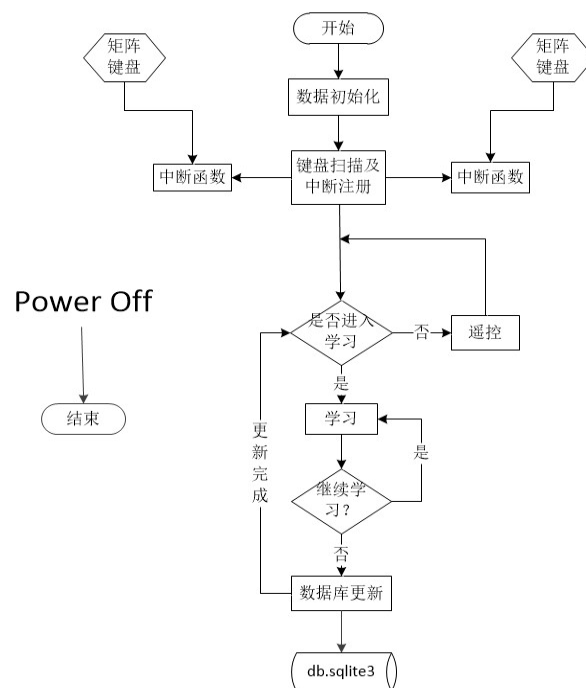 开始
矩阵
键盘
矩阵
键盘
数据初始化
键盘扫描及
中断注册
中断函数
中断函数
Power Off
是否进入
学习
否
遥控
是
结束
学习
更
新
完
成
是
继续学
习?
否
数据库更新
db.sqlite3